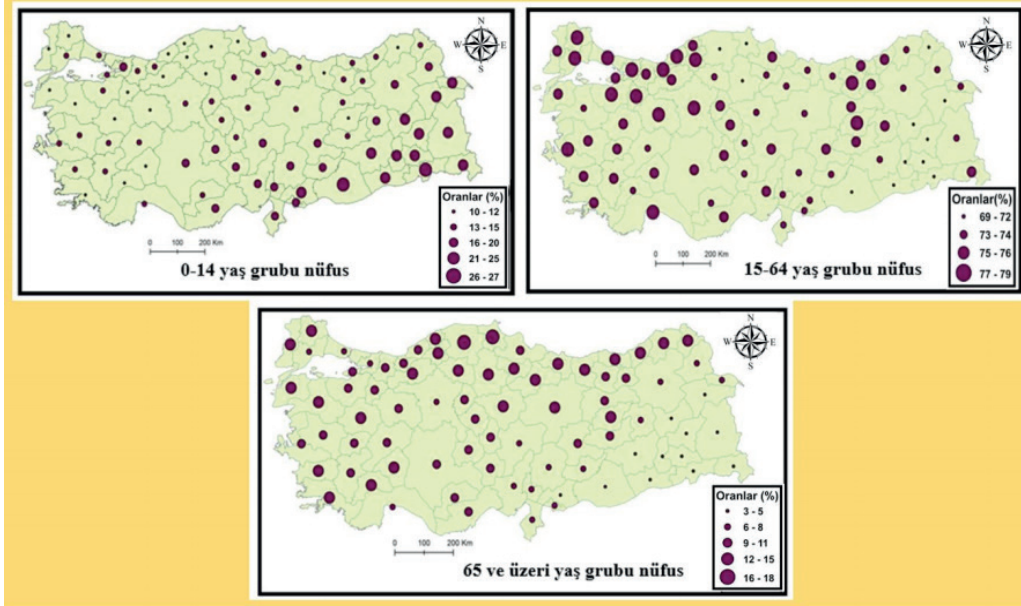 N
W E
S
Oranlar (%)
10 - 12
13 - 15
16 - 20
21 - 25
26 - 27
0 100 200 Km
0-14 yaş grubu nüfus
N
W E
S
Oranlar(%)
69 - 72
73 - 74
75 - 76
77 - 79
0 100 200 Km
15-64 yaş grubu nüfus
N
W E
S
Oranlar (%)
3 - 5
6 - 8
9 - 11
12 - 15
16 - 18
0 100 200 Km
65 ve üzeri yaş grubu nüfus